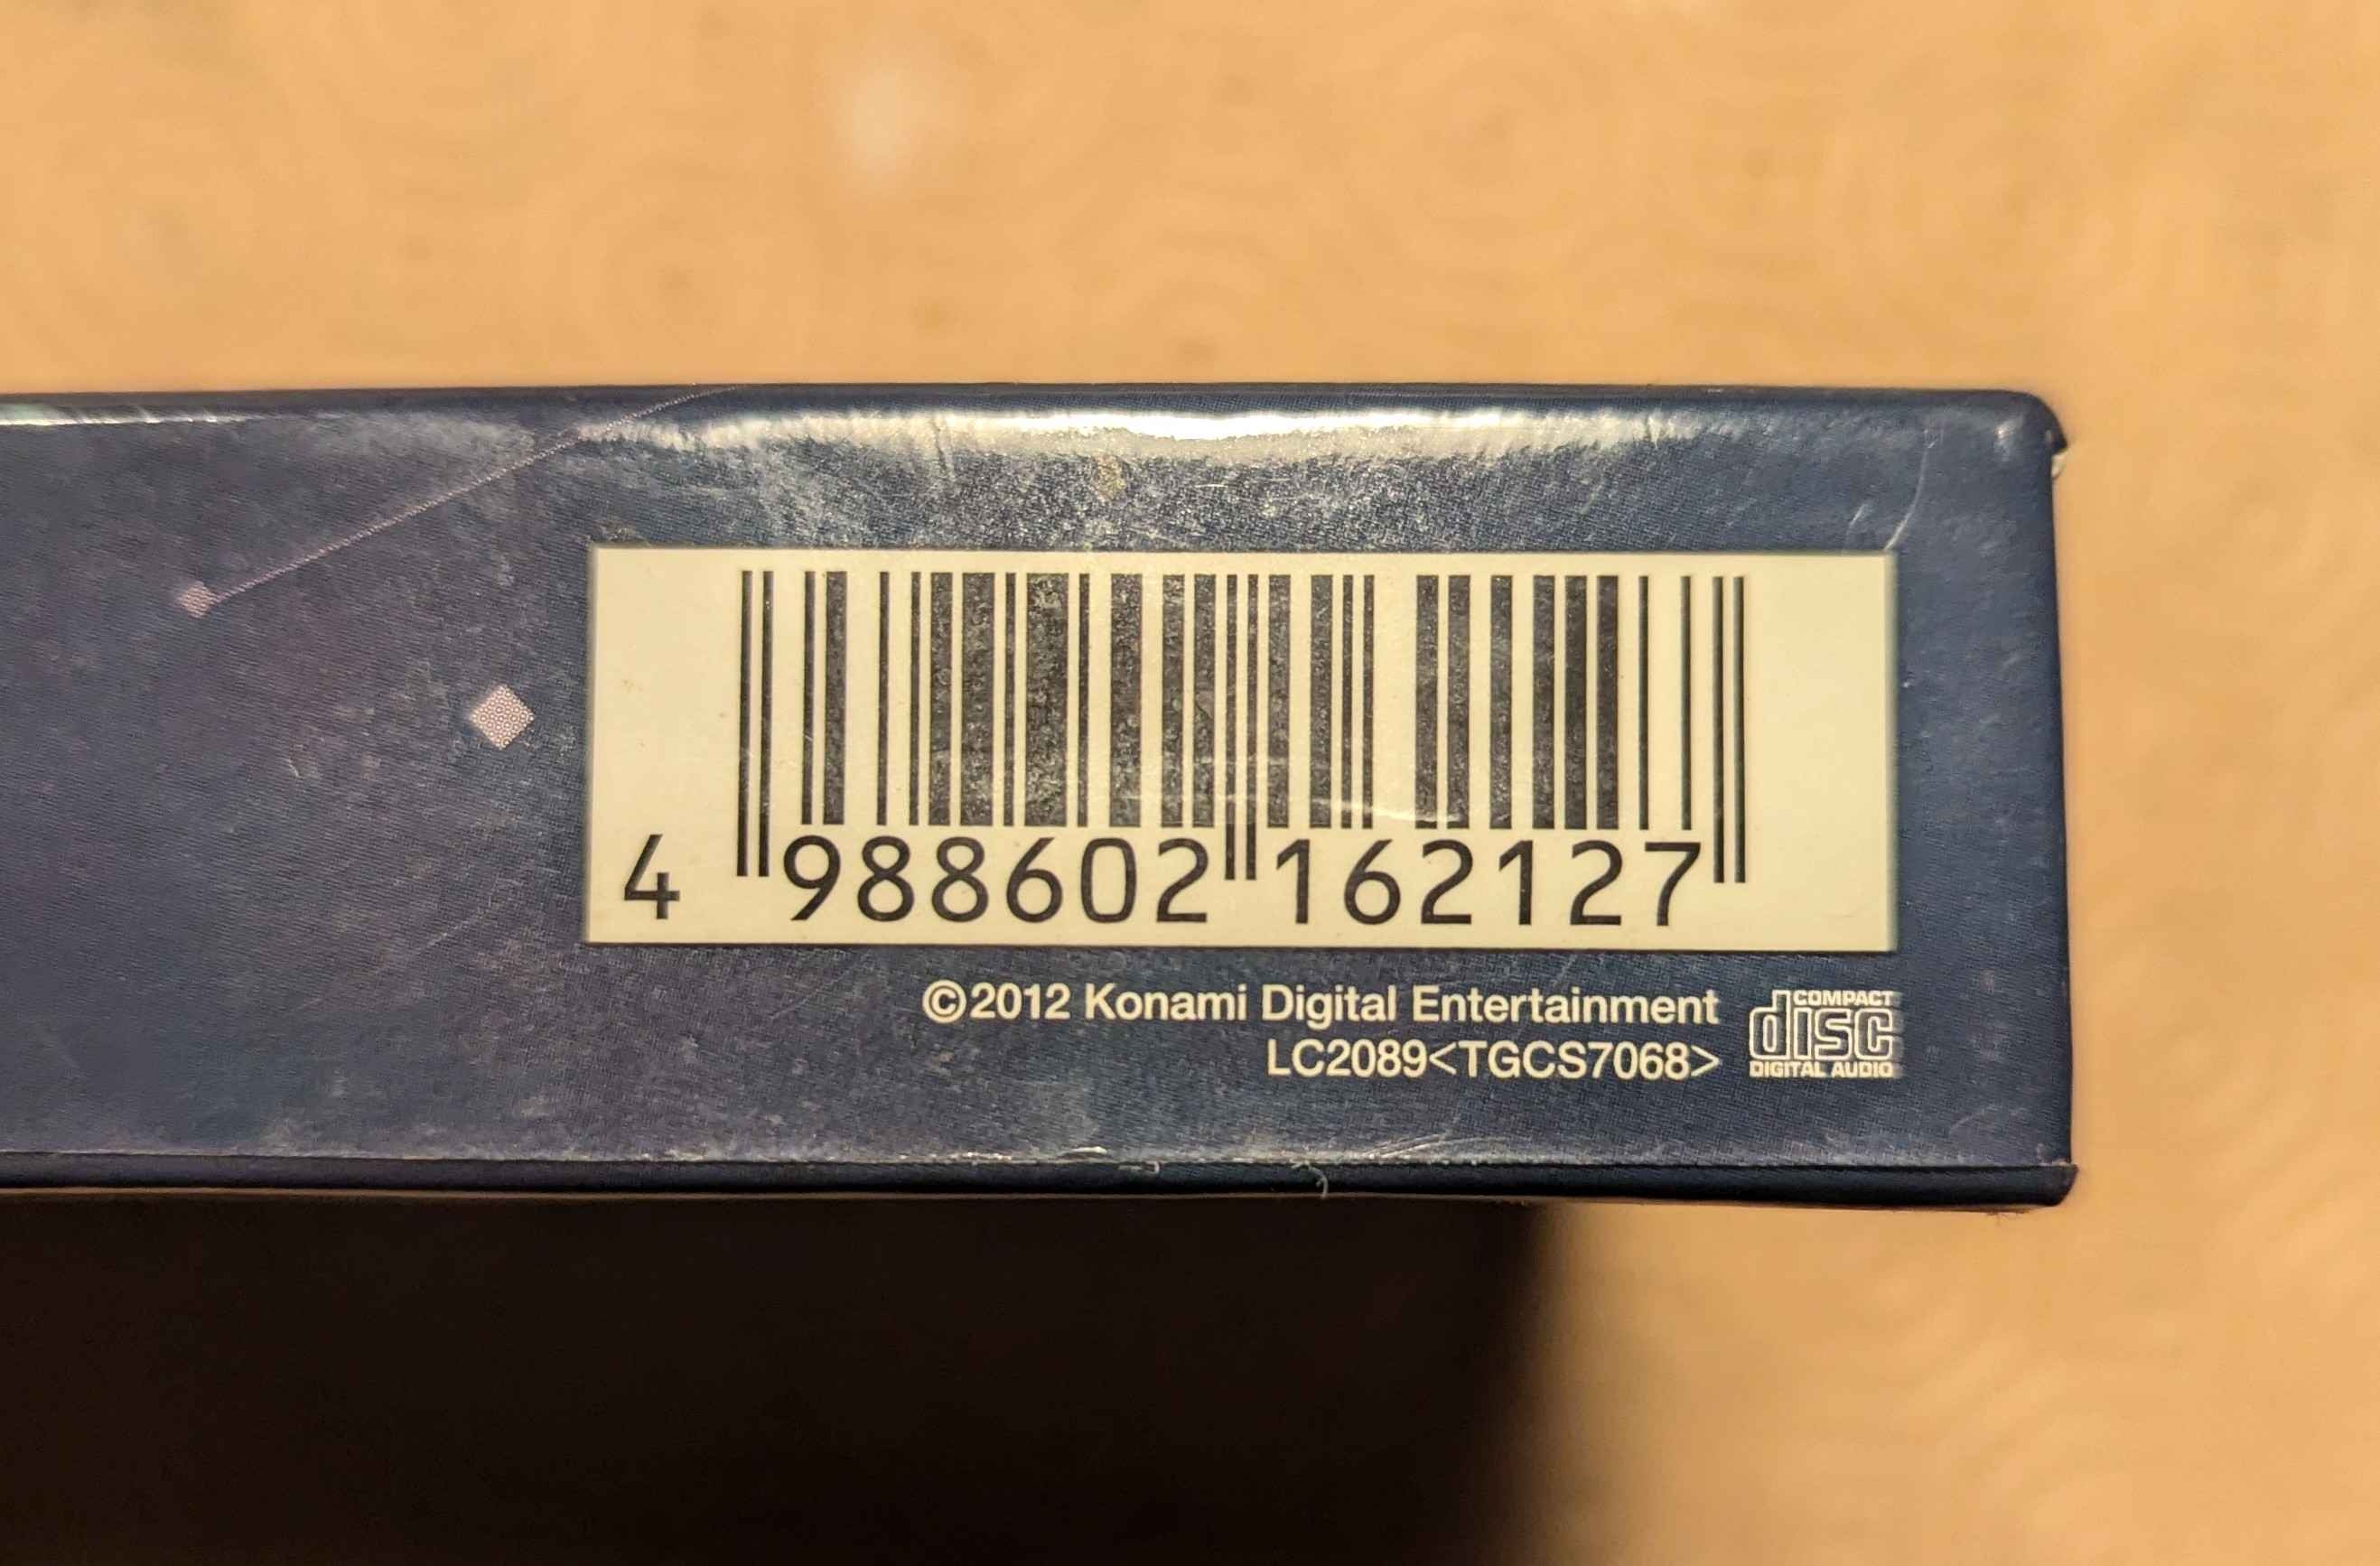 4 988602 162127
©2012 Konami Digital Entertainment
LC2089<TGCS7068>
COMPACT
disc
DIGITAL AUDIO